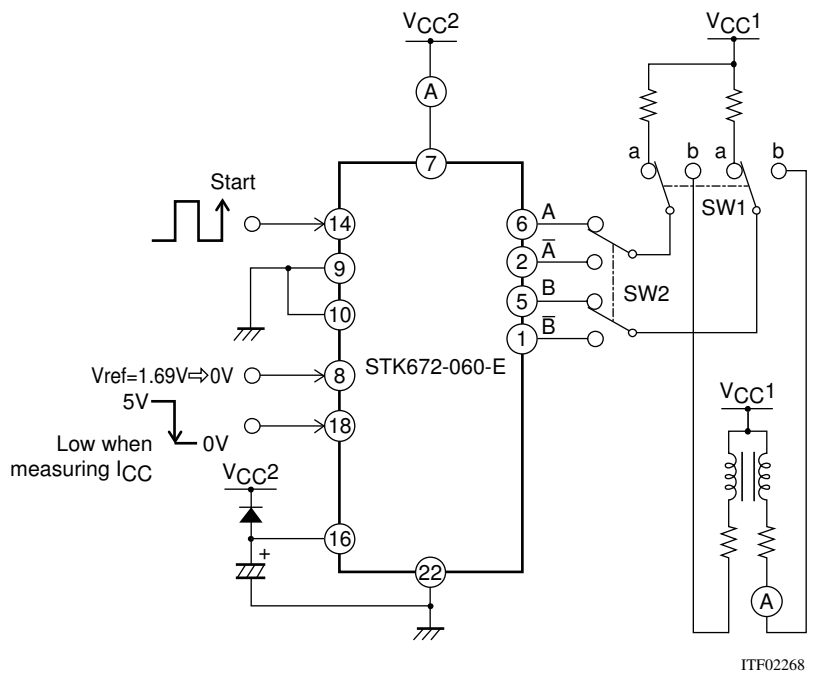 VCC2
VCC1
A
7
a
b
a
b
SW1
Start
14
9
10
6
A
2
A̅
5
B
1
B̅
SW2
STK672-060-E
Vref=1.69V⇨0V
8
5V
18
0V
Low when
measuring ICC
VCC2
16
+
22
VCC1
A
ITF02268